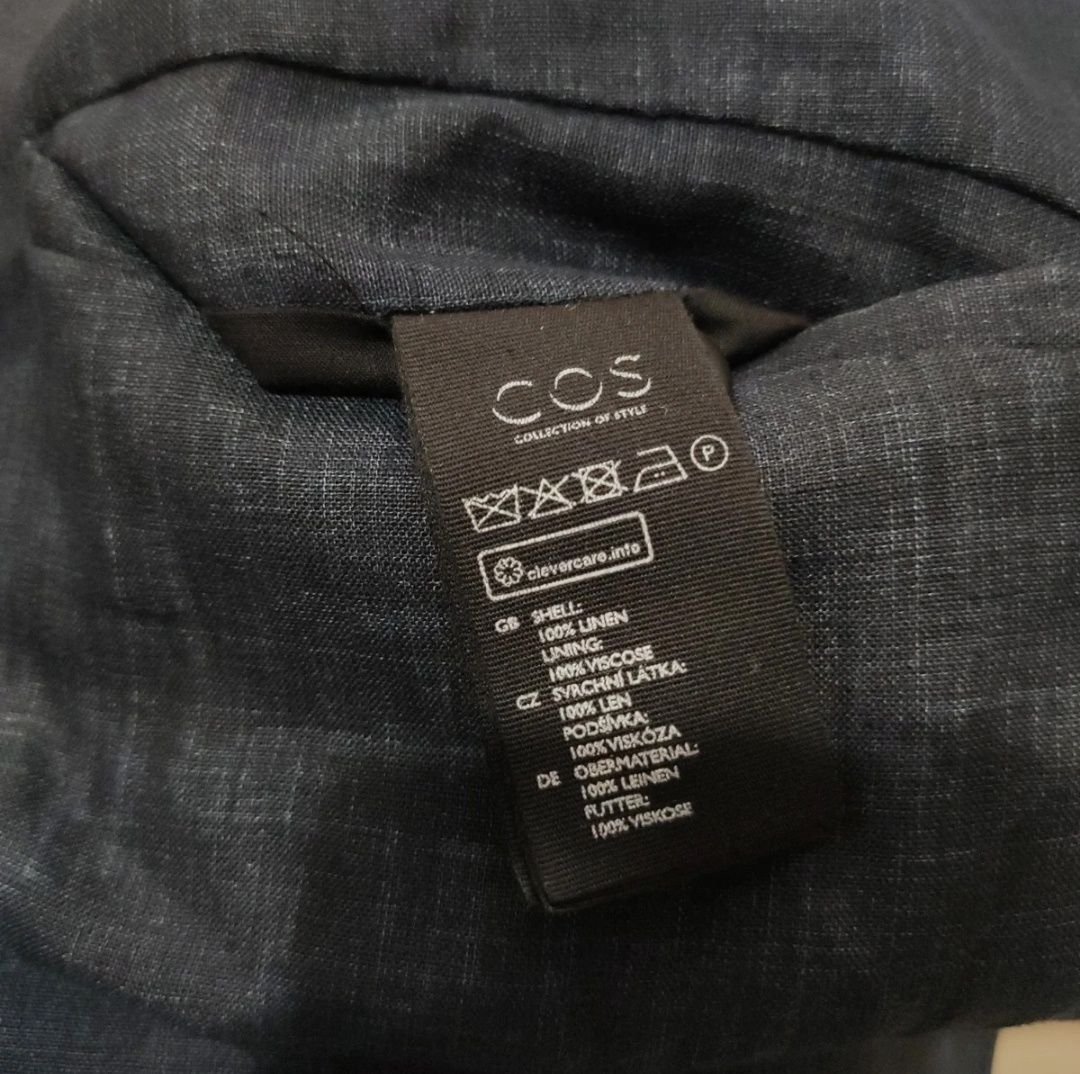 COS
COLLECTION OF STYLE
P
clevercare.info
GB SHELL:
100% LINEN
LINING:
100% VISCOSE
CZ SVRCHNÍ LÁTKA:
100% LEN
PODŠÍVKA:
100% VISKÓZA
DE OBERMATERIAL:
100% LEINEN
FUTTER:
100% VISKOSE